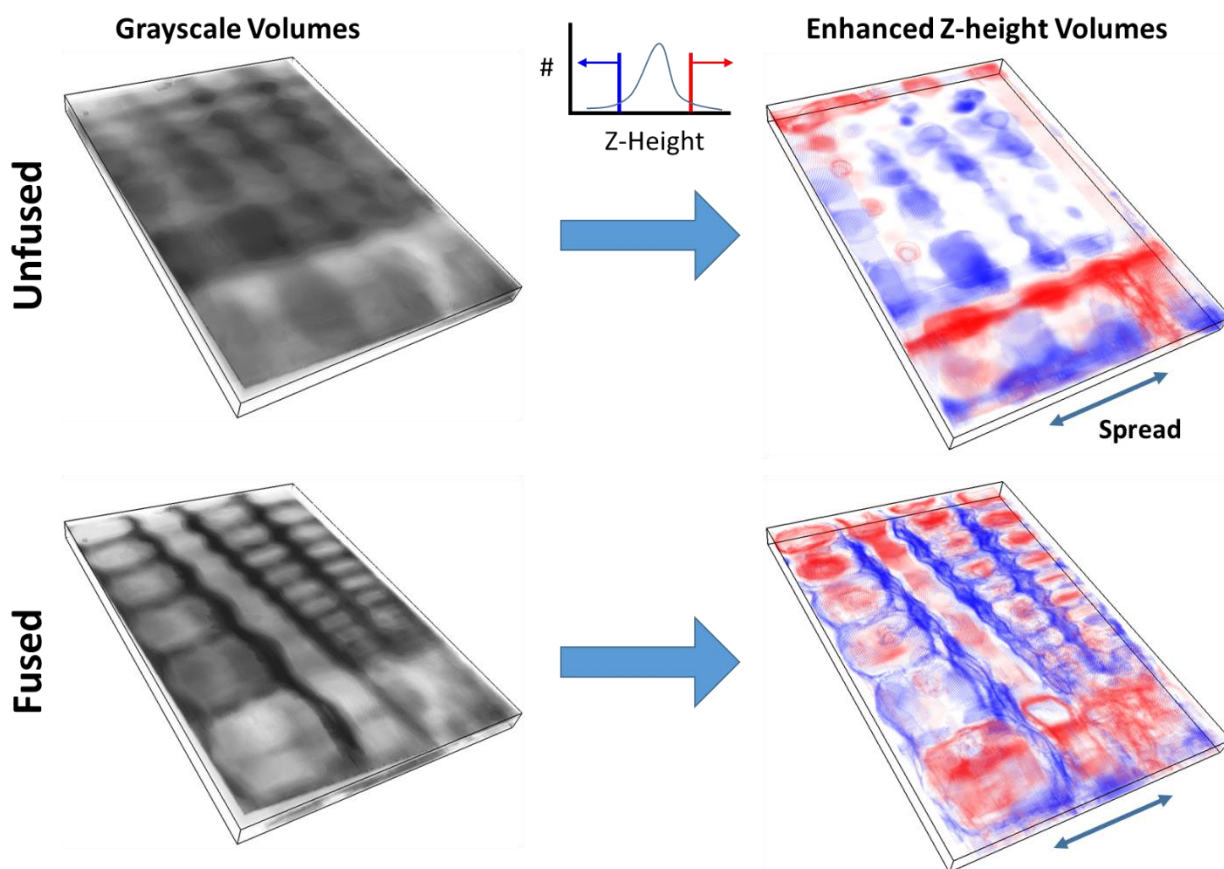 Grayscale Volumes
Enhanced Z-height Volumes
#
Z-Height
Unfused
Spread
Fused